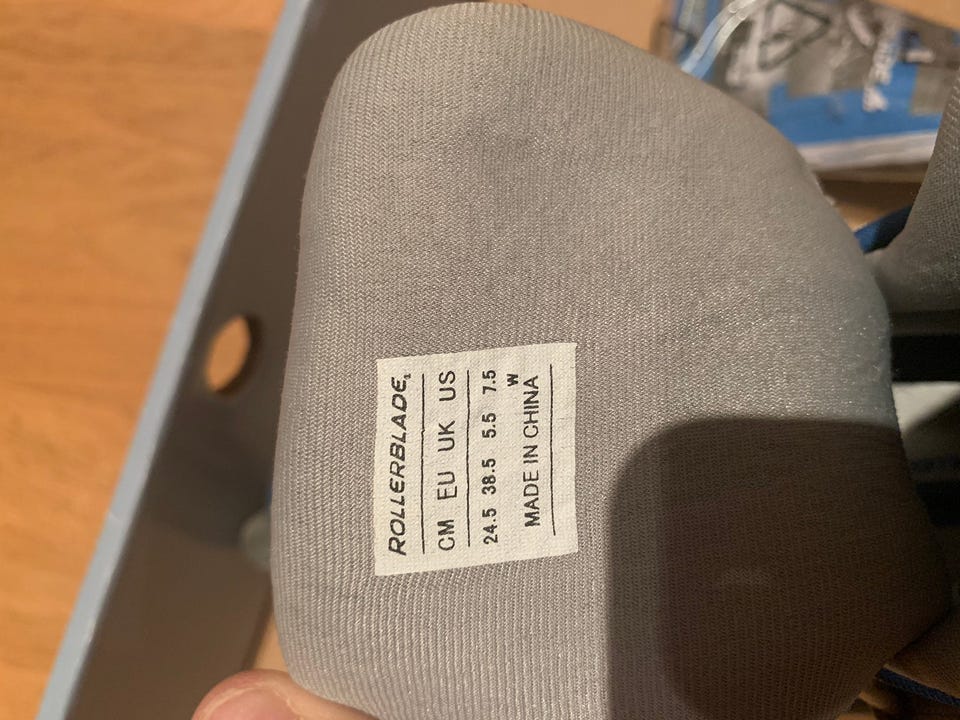 ROLLERBLADE®
CM EU UK US
24.5 38.5 5.5 7.5
W
MADE IN CHINA